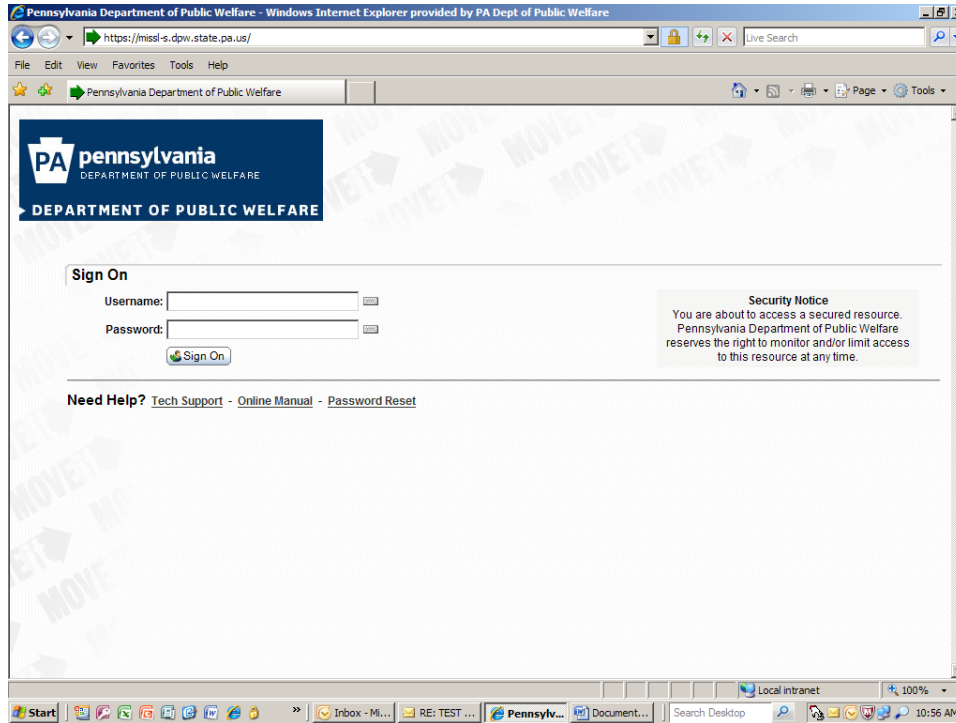 Pennsylvania Department of Public Welfare - Windows Internet Explorer provided by PA Dept of Public Welfare
https://missl-s.dpw.state.pa.us/
Live Search
File Edit View Favorites Tools Help
Pennsylvania Department of Public Welfare
Page Tools
PA pennsylvania
DEPARTMENT OF PUBLIC WELFARE
DEPARTMENT OF PUBLIC WELFARE
Sign On
Username:
Password:
Sign On
Security Notice
You are about to access a secured resource.
Pennsylvania Department of Public Welfare
reserves the right to monitor and/or limit access
to this resource at any time.
Need Help? Tech Support - Online Manual - Password Reset
Local intranet 100%
Start » Inbox - Mi... RE: TEST ... Pennsylv... Document... Search Desktop 10:56 AM